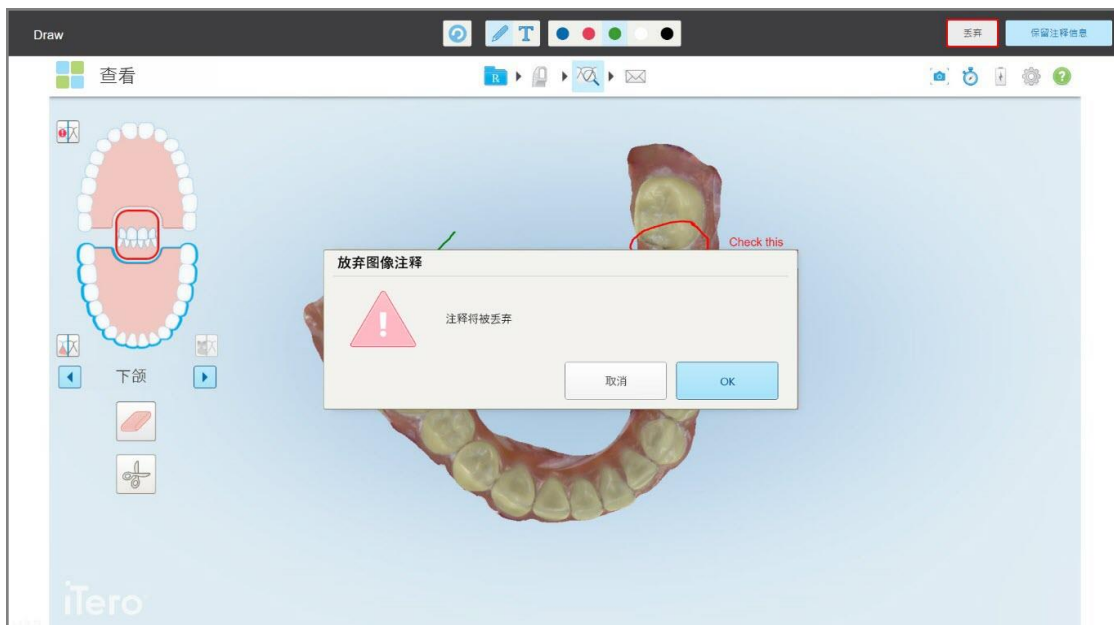 Draw
T
丢弃
保留注释信息
查看
R
?
Check this
放弃图像注释
!
注释将被丢弃
取消
OK
下颌
iTero